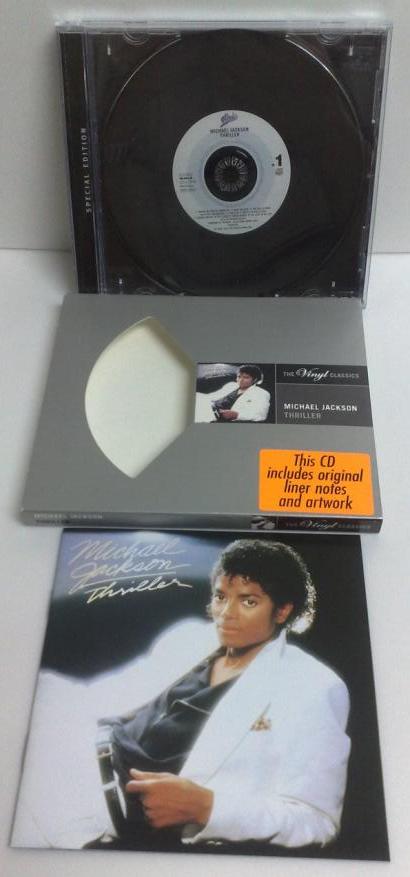 SPECIAL EDITION
Epic
MICHAEL JACKSON
THRILLER
1
THE Vinyl CLASSICS
MICHAEL JACKSON
THRILLER
This CD
includes original
liner notes
and artwork
MICHAEL JACKSON
THRILLER
THE Vinyl CLASSICS
Michael
Jackson
Thriller